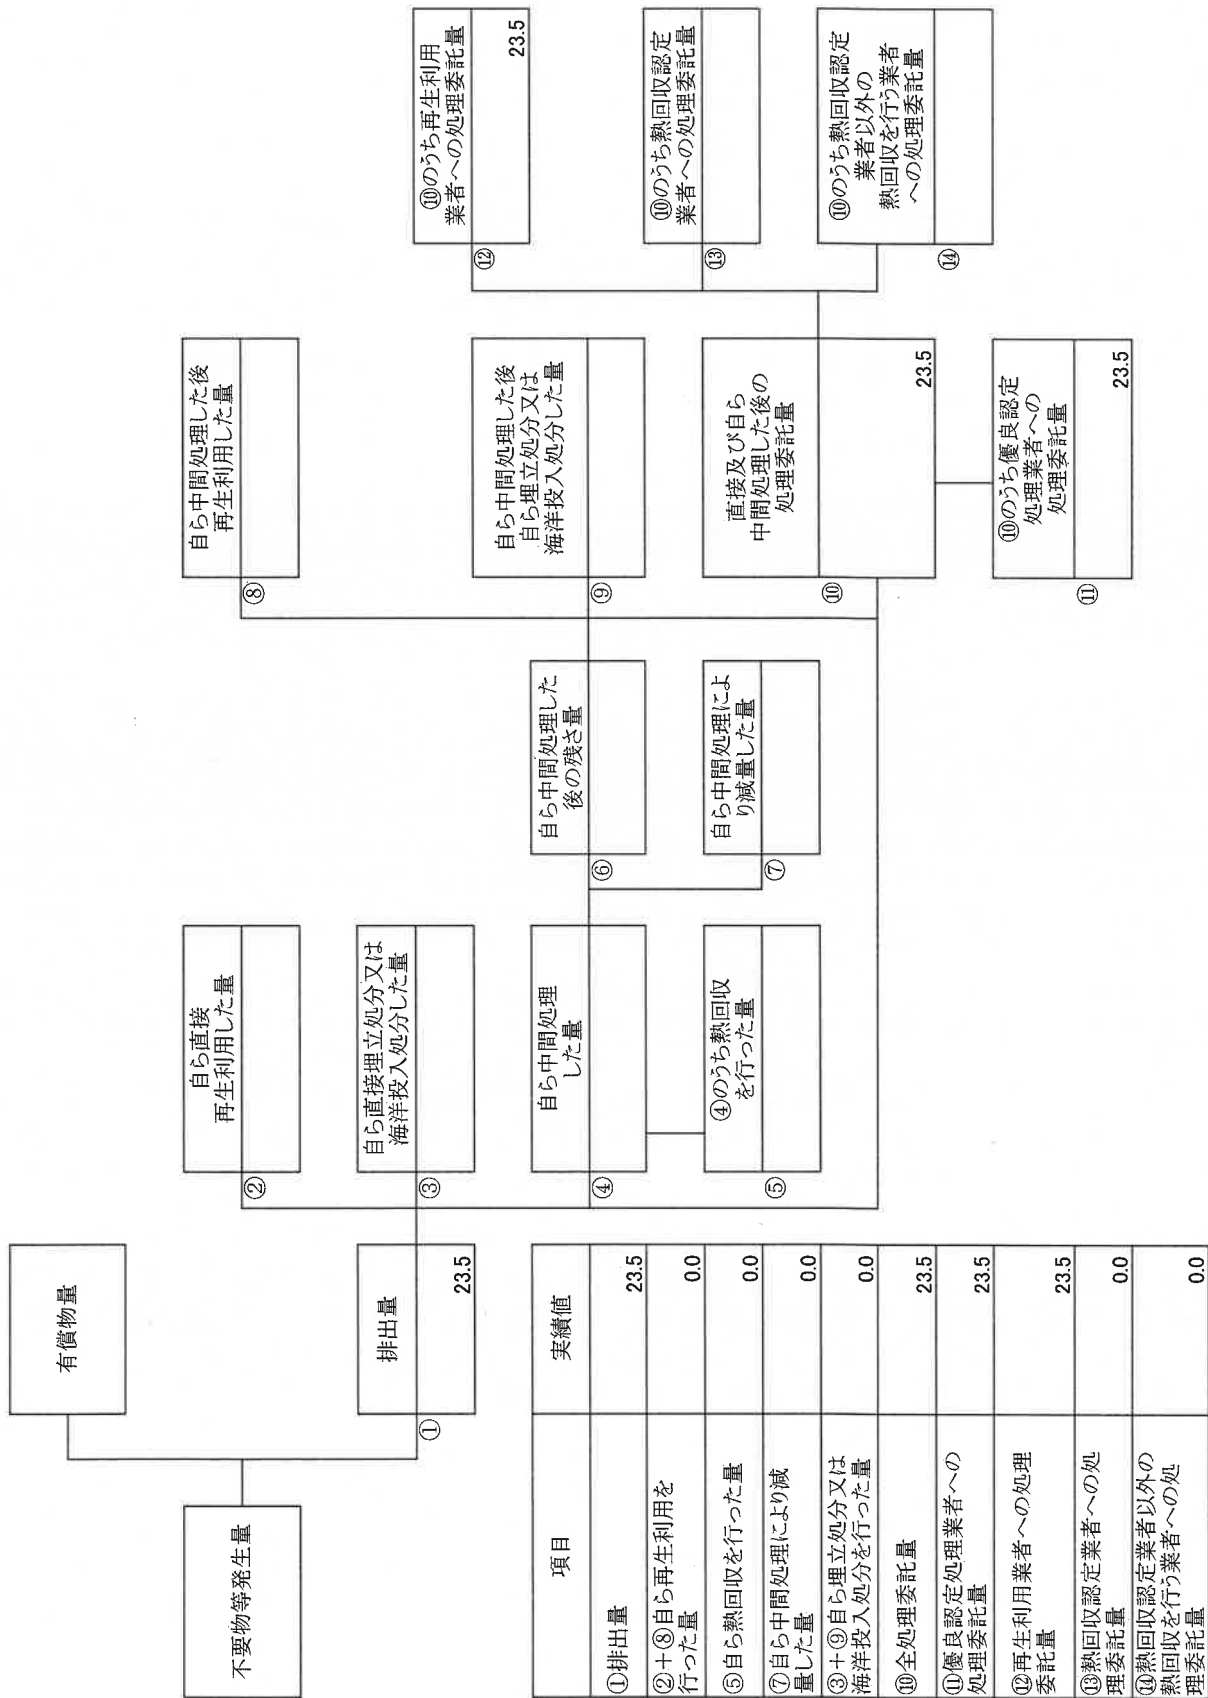 不要物等発生量
有償物量
①
排出量
23.5
②
自ら直接
再生利用した量
③
自ら直接埋立処分又は
海洋投入処分した量
④
自ら中間処理
した量
⑤
④のうち熱回収
を行った量
⑥
自ら中間処理した
後の残さ量
⑦
自ら中間処理によ
り減量した量
⑧
自ら中間処理した後
再生利用した量
⑨
自ら中間処理した後
自ら埋立処分又は
海洋投入処分した量
⑩
直接及び自ら
中間処理した後の
処理委託量
23.5
⑪
⑩のうち優良認定
処理業者への
処理委託量
23.5
⑫
⑩のうち再生利用
業者への処理委託量
23.5
⑬
⑩のうち熱回収認定
業者への処理委託量
⑭
⑩のうち熱回収認定
業者以外の
熱回収を行う業者
への処理委託量
項目 実績値
①排出量 23.5
②+⑧自ら再生利用を
行った量 0.0
⑤自ら熱回収を行った量 0.0
⑦自ら中間処理により減
量した量 0.0
③+⑨自ら埋立処分又は
海洋投入処分を行った量 0.0
⑩全処理委託量 23.5
⑪優良認定処理業者への
処理委託量 23.5
⑫再生利用業者への処理
委託量 23.5
⑬熱回収認定業者への処
理委託量 0.0
⑭熱回収認定業者以外の
熱回収を行う業者への処
理委託量 0.0